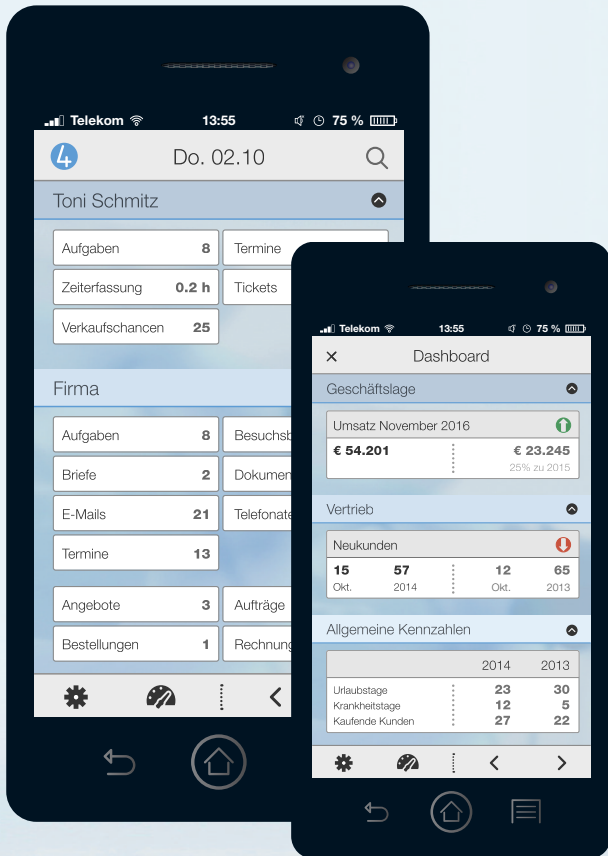 Telekom 13:55 75 %
4 Do. 02.10
Toni Schmitz
Aufgaben 8 Termine
Zeiterfassung 0.2 h Tickets
Verkaufschancen 25
Firma
Aufgaben 8
Briefe 2
E-Mails 21 Telefonate
Termine 13
Angebote 3 Aufträge
Bestellungen 1
Telekom 13:55 75 %
Dashboard
Geschäftslage
Umsatz November 2016
€ 54.201 € 23.245
25% zu 2015
Vertrieb
Neukunden
15 57 12 65
Okt. 2014 Okt. 2013
Allgemeine Kennzahlen
2014 2013
Urlaubstage 23 30
Krankheitstage 12 5
Kaufende Kunden 27 22